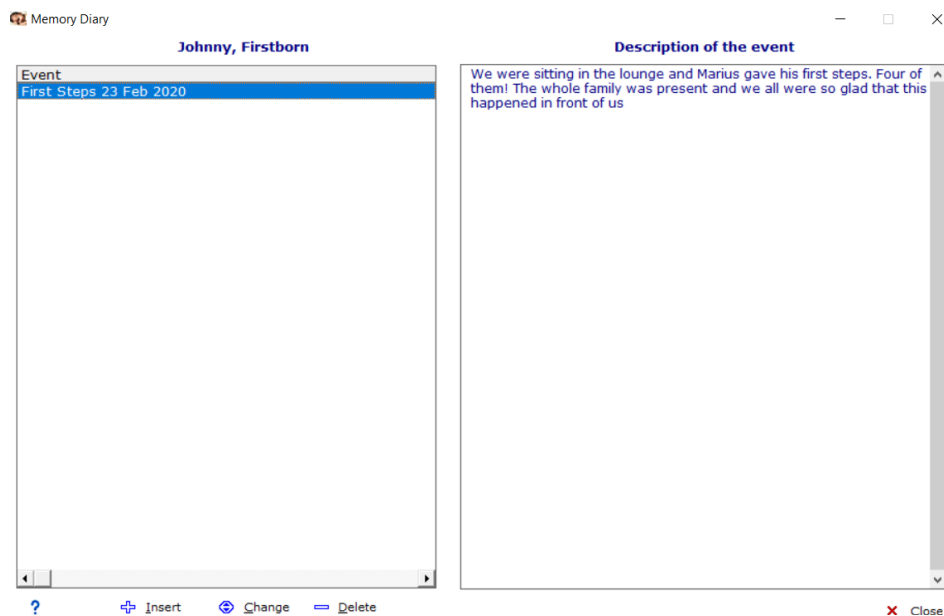 Memory Diary
Johnny, Firstborn
Event
First Steps 23 Feb 2020
Description of the event
We were sitting in the lounge and Marius gave his first steps. Four of
them! The whole family was present and we all were so glad that this
happened in front of us
? Insert Change Delete
Close